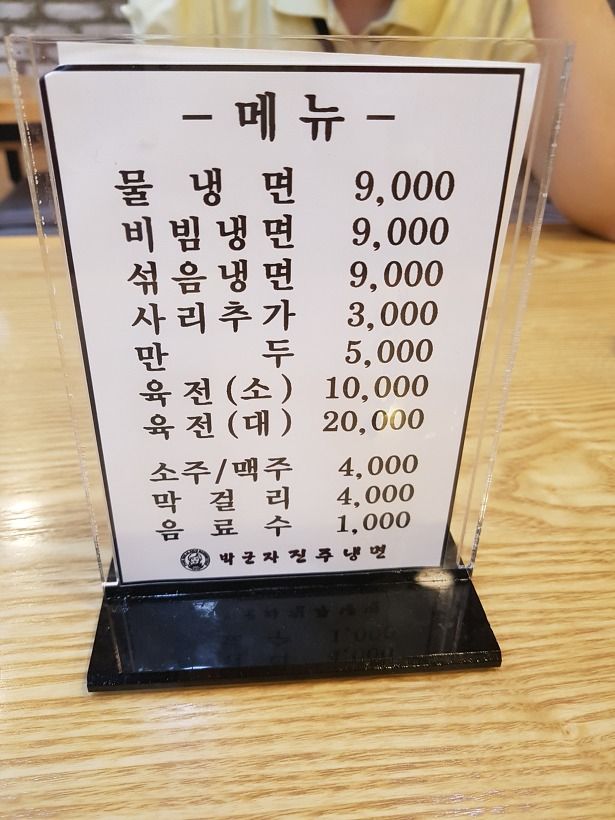 - 메뉴 -
물 냉 면 9,000
비빔냉면 9,000
섞음냉면 9,000
사리추가 3,000
만 두 5,000
육전(소) 10,000
육전(대) 20,000
소주/맥주 4,000
막 걸 리 4,000
음 료 수 1,000
박군자진주냉면